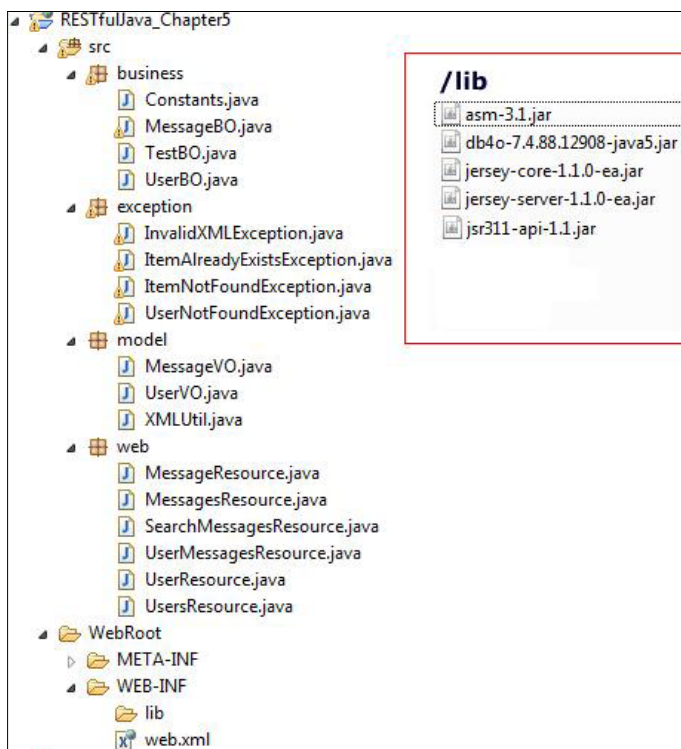 RESTfulJava_Chapter5
src
business
Constants.java
MessageBO.java
TestBO.java
UserBO.java
exception
InvalidXMLException.java
ItemAlreadyExistsException.java
ItemNotFoundException.java
UserNotFoundException.java
model
MessageVO.java
UserVO.java
XMLUtil.java
web
MessageResource.java
MessagesResource.java
SearchMessagesResource.java
UserMessagesResource.java
UserResource.java
UsersResource.java
WebRoot
META-INF
WEB-INF
lib
web.xml
/lib
asm-3.1.jar
db4o-7.4.88.12908-java5.jar
jersey-core-1.1.0-ea.jar
jersey-server-1.1.0-ea.jar
jsr311-api-1.1.jar